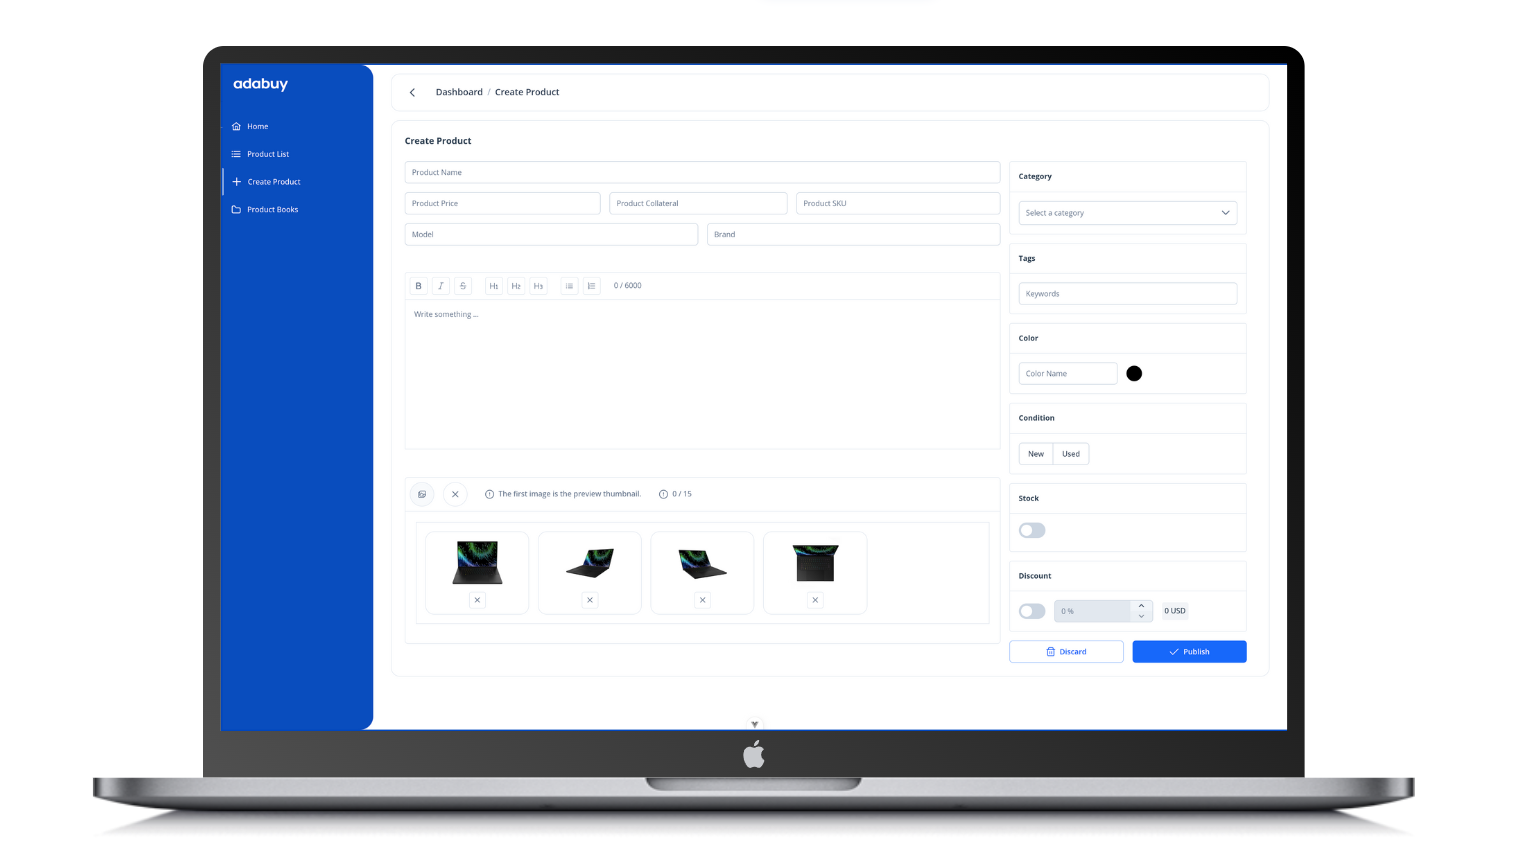 adabuy
Home
Product List
Create Product
Product Books
Dashboard / Create Product
Create Product
Product Name
Product Price
Product Collateral
Product SKU
Model
Brand
B I S H1 H2 H3 0 / 6000
Write something ...
The first image is the preview thumbnail. 0 / 15
Category
Select a category
Tags
Keywords
Color
Color Name
Condition
New Used
Stock
Discount
0 % 0 USD
Discard Publish